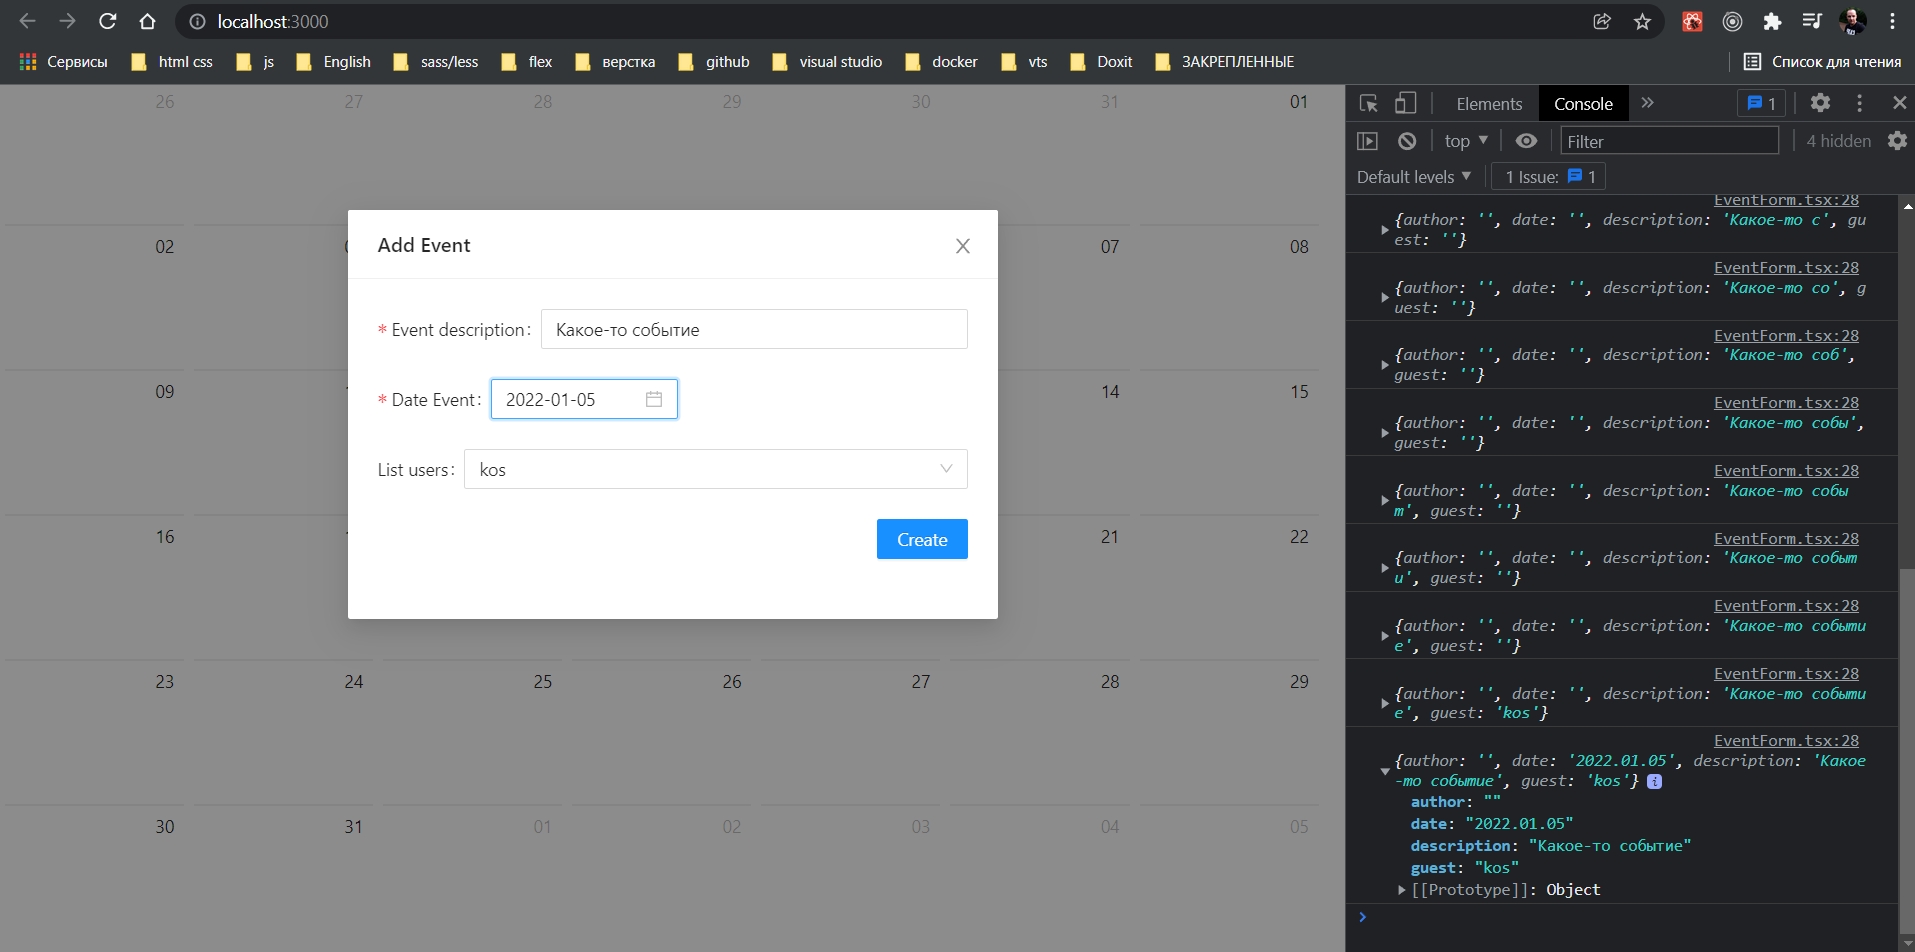 localhost:3000
Сервисы html css js English sass/less flex верстка github visual studio docker vts Doxit ЗАКРЕПЛЕННЫЕ Список для чтения
26 27 28 29 30 31 01
02 07 08
09 14 15
16 21 22
23 24 25 26 27 28 29
30 31 01 02 03 04 05
Add Event
* Event description: Какое-то событие
* Date Event: 2022-01-05
List users: kos
Create
Elements Console 1
top Filter 4 hidden
Default levels 1 Issue: 1
EventForm.tsx:28
{author: '', date: '', description: 'Какое-то с', gu
est: ''}
EventForm.tsx:28
{author: '', date: '', description: 'Какое-то со', g
uest: ''}
EventForm.tsx:28
{author: '', date: '', description: 'Какое-то соб',
guest: ''}
EventForm.tsx:28
{author: '', date: '', description: 'Какое-то собы',
guest: ''}
EventForm.tsx:28
{author: '', date: '', description: 'Какое-то собы
т', guest: ''}
EventForm.tsx:28
{author: '', date: '', description: 'Какое-то событ
и', guest: ''}
EventForm.tsx:28
{author: '', date: '', description: 'Какое-то событи
е', guest: ''}
EventForm.tsx:28
{author: '', date: '', description: 'Какое-то событи
е', guest: 'kos'}
EventForm.tsx:28
{author: '', date: '2022.01.05', description: 'Какое
-то событие', guest: 'kos'} i
author: ""
date: "2022.01.05"
description: "Какое-то событие"
guest: "kos"
[[Prototype]]: Object